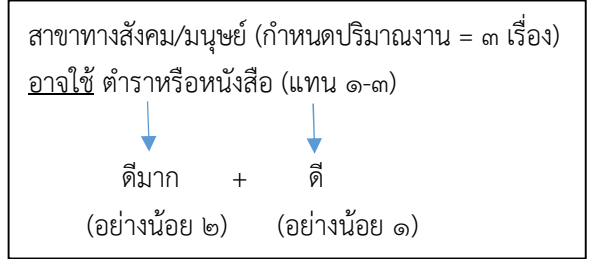 สาขาทางสังคม/มนุษย์ (กำหนดปริมาณงาน = ๓ เรื่อง)
อาจใช้ ตำราหรือหนังสือ (แทน ๑-๓)
ดีมาก + ดี
(อย่างน้อย ๒) (อย่างน้อย ๑)